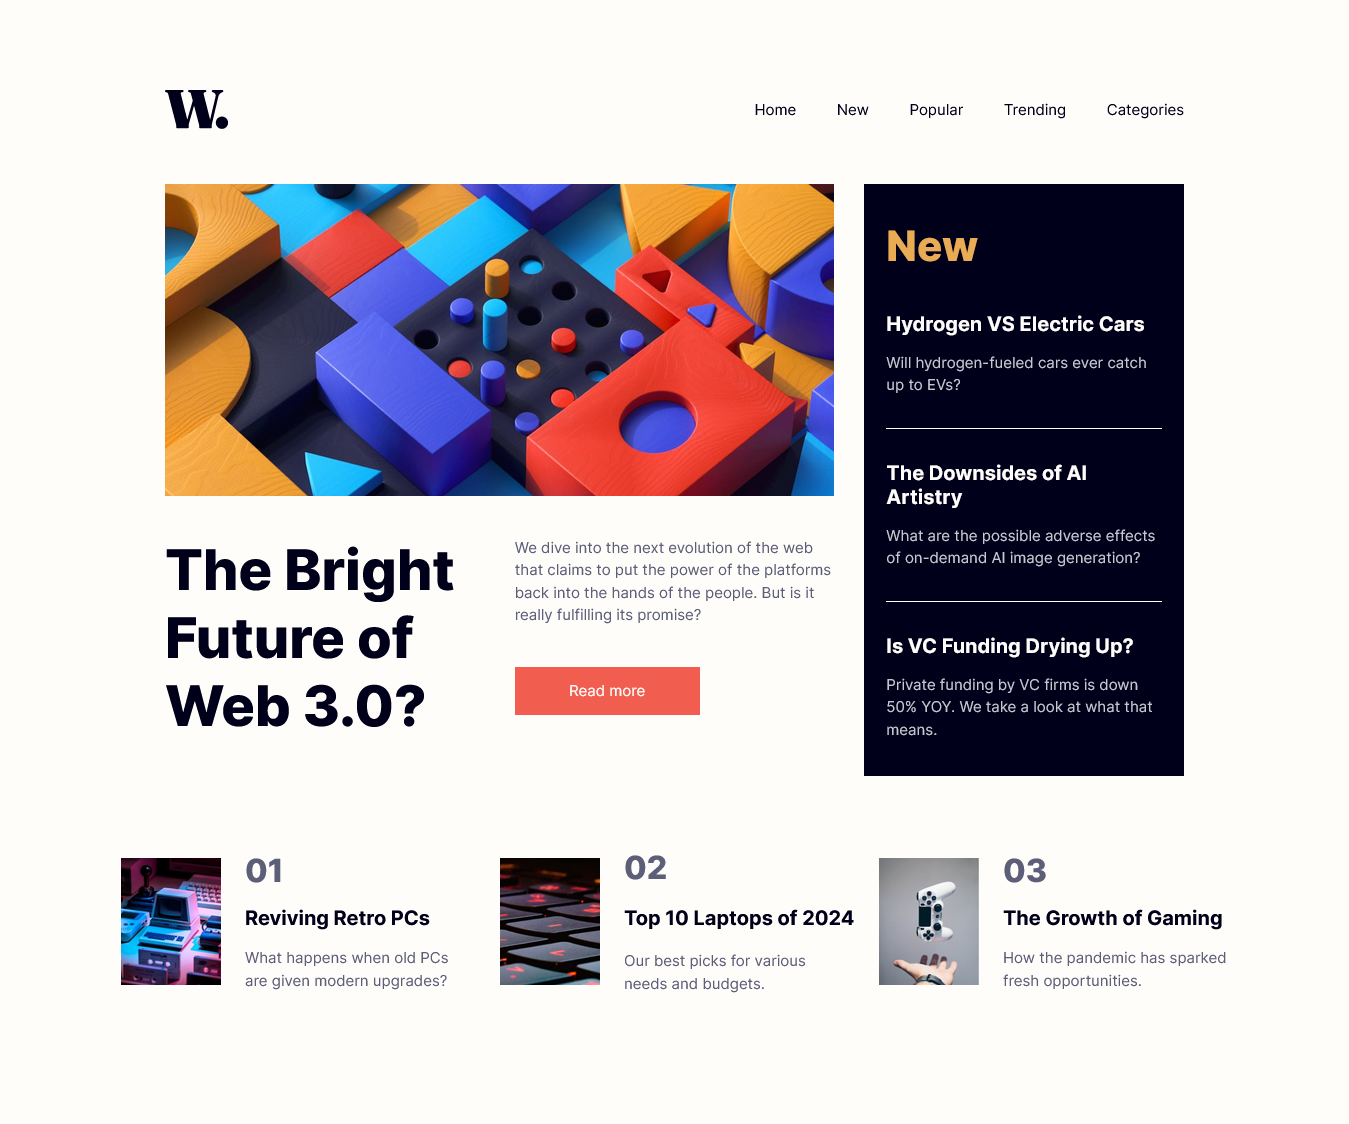 W.
Home
New
Popular
Trending
Categories
The Bright
Future of
Web 3.0?
We dive into the next evolution of the web
that claims to put the power of the platforms
back into the hands of the people. But is it
really fulfilling its promise?
Read more
New
Hydrogen VS Electric Cars
Will hydrogen-fueled cars ever catch
up to EVs?
The Downsides of AI
Artistry
What are the possible adverse effects
of on-demand AI image generation?
Is VC Funding Drying Up?
Private funding by VC firms is down
50% YOY. We take a look at what that
means.
01
Reviving Retro PCs
What happens when old PCs
are given modern upgrades?
02
Top 10 Laptops of 2024
Our best picks for various
needs and budgets.
03
The Growth of Gaming
How the pandemic has sparked
fresh opportunities.